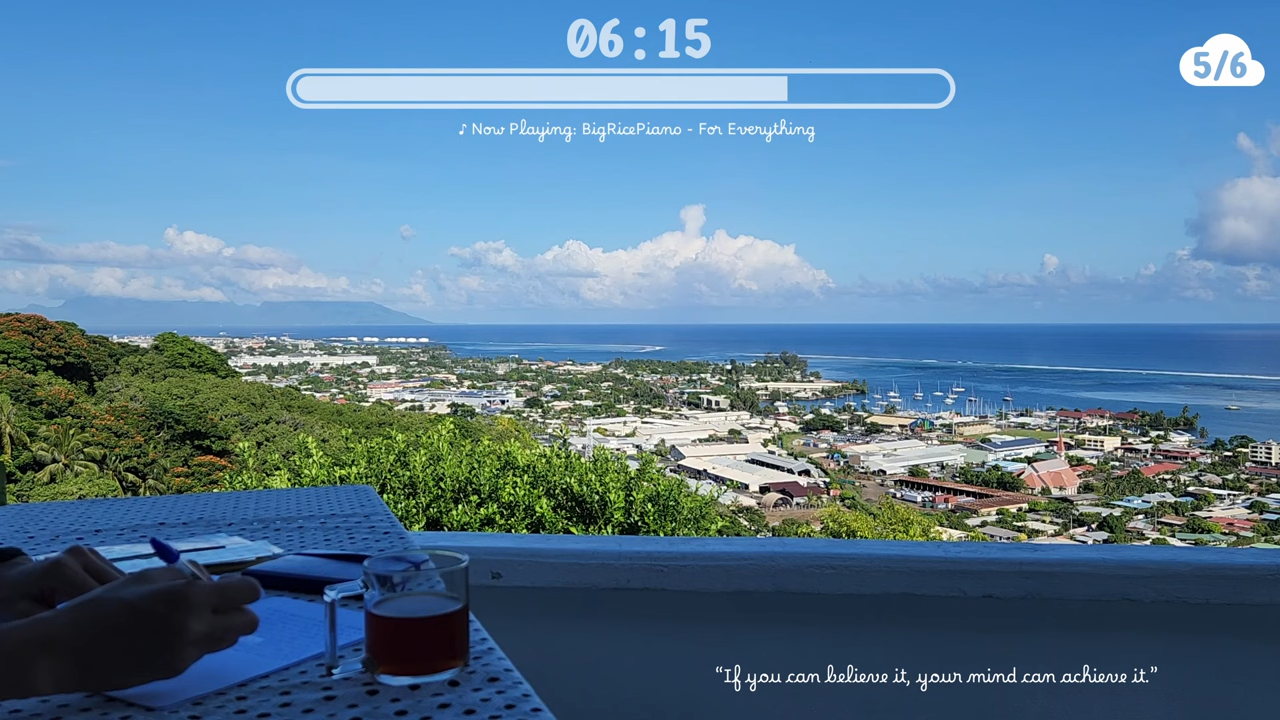 06:15
5/6
♪ Now Playing: BigRicePiano - For Everything
“If you can believe it, your mind can achieve it.”